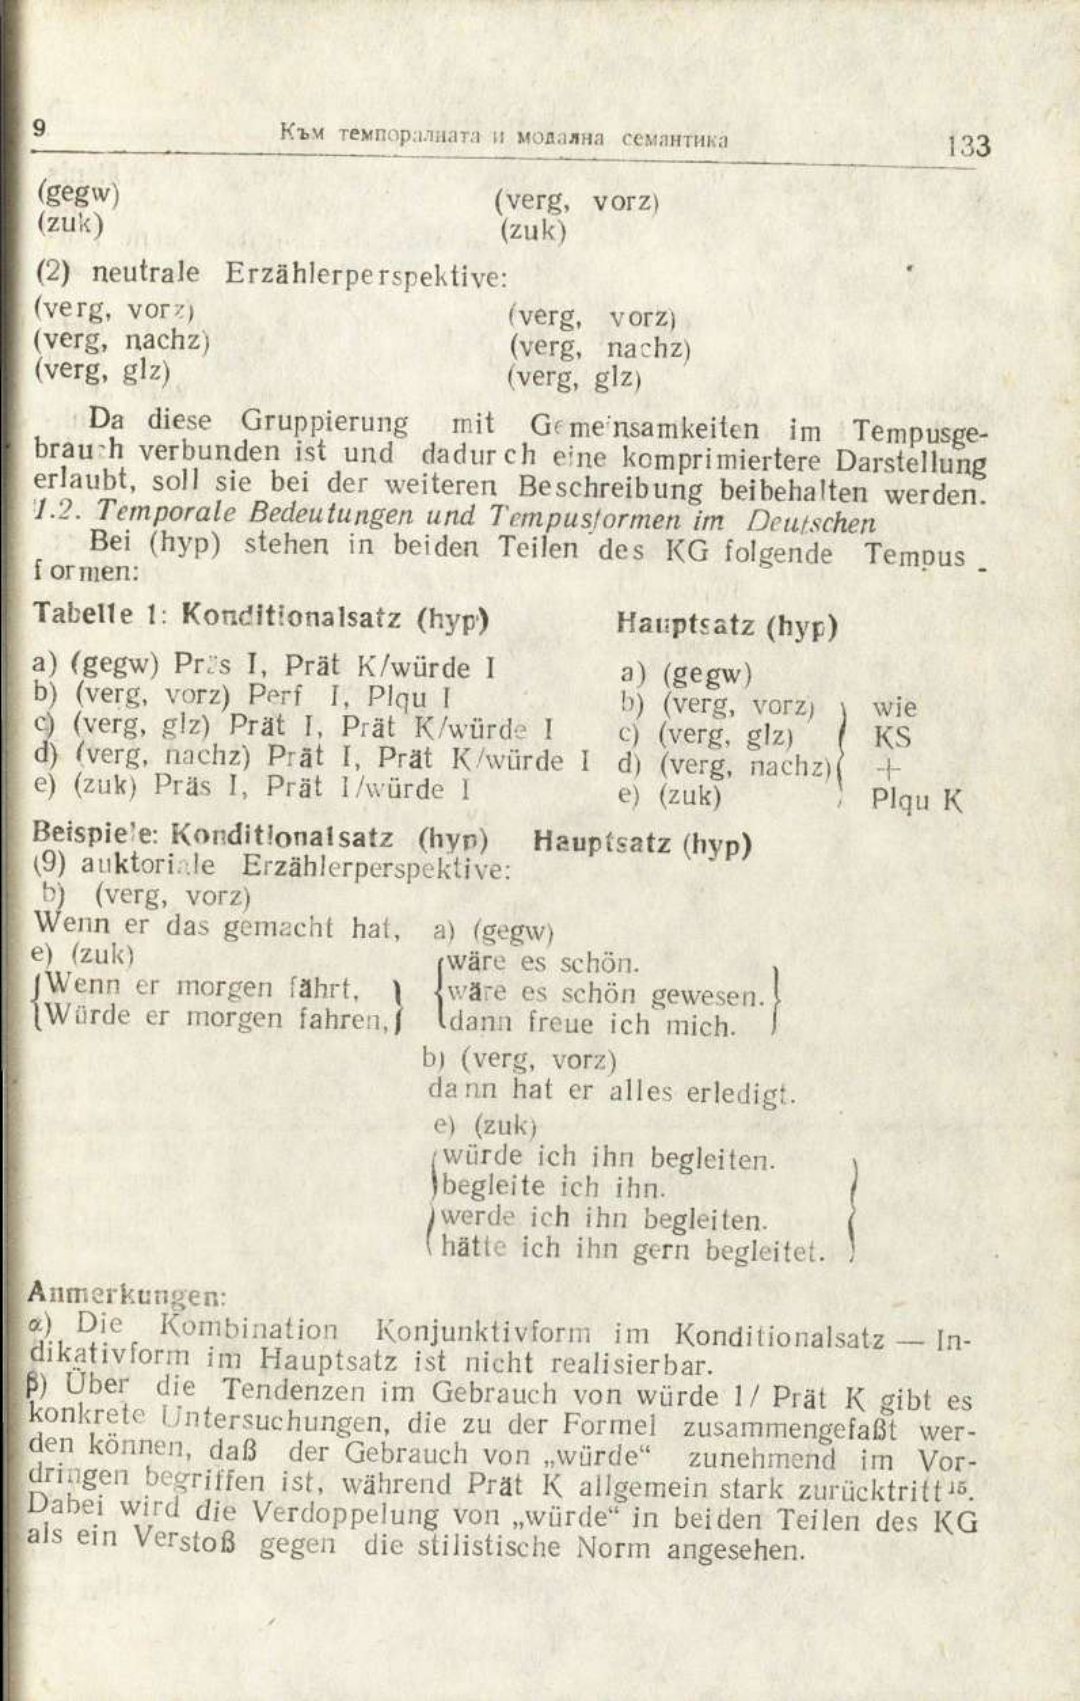 9 Към темпоралната и модална семантика 133
(gegw) (verg, vorz)
(zuk) (zuk)
(2) neutrale Erzählerperspektive:
(verg, vorz) (verg, vorz)
(verg, nachz) (verg, nachz)
(verg, glz) (verg, glz)
Da diese Gruppierung mit Gemeinsamkeiten im Tempusge-
brauch verbunden ist und dadurch eine komprimiertere Darstellung
erlaubt, soll sie bei der weiteren Beschreibung beibehalten werden.
1.2. Temporale Bedeutungen und Tempusformen im Deutschen
Bei (hyp) stehen in beiden Teilen des KG folgende Tempus -
formen:
Tabelle 1: Konditionalsatz (hyp) Hauptsatz (hyp)
a) (gegw) Präs I, Prät K/würde I a) (gegw)
b) (verg, vorz) Perf I, Plqu I b) (verg, vorz) } wie
c) (verg, glz) Prät I, Prät K/würde I c) (verg, glz) KS
d) (verg, nachz) Prät I, Prät K/würde I d) (verg, nachz) +
e) (zuk) Präs I, Prät I/würde I e) (zuk) Plqu K
Beispiele: Konditionalsatz (hyp) Hauptsatz (hyp)
(9) auktoriale Erzählerperspektive:
b) (verg, vorz)
Wenn er das gemacht hat, a) (gegw)
e) (zuk) {wäre es schön.
{Wenn er morgen fährt, } wäre es schön gewesen. }
Würde er morgen fahren, dann freue ich mich.
b) (verg, vorz)
dann hat er alles erledigt.
e) (zuk)
{würde ich ihn begleiten. }
begleite ich ihn.
werde ich ihn begleiten.
hätte ich ihn gern begleitet.
Anmerkungen:
α) Die Kombination Konjunktivform im Konditionalsatz — In-
dikativform im Hauptsatz ist nicht realisierbar.
β) Über die Tendenzen im Gebrauch von würde I/ Prät K gibt es
konkrete Untersuchungen, die zu der Formel zusammengefaßt wer-
den können, daß der Gebrauch von „würde“ zunehmend im Vor-
dringen begriffen ist, während Prät K allgemein stark zurücktritt¹⁵.
Dabei wird die Verdoppelung von „würde“ in beiden Teilen des KG
als ein Verstoß gegen die stilistische Norm angesehen.